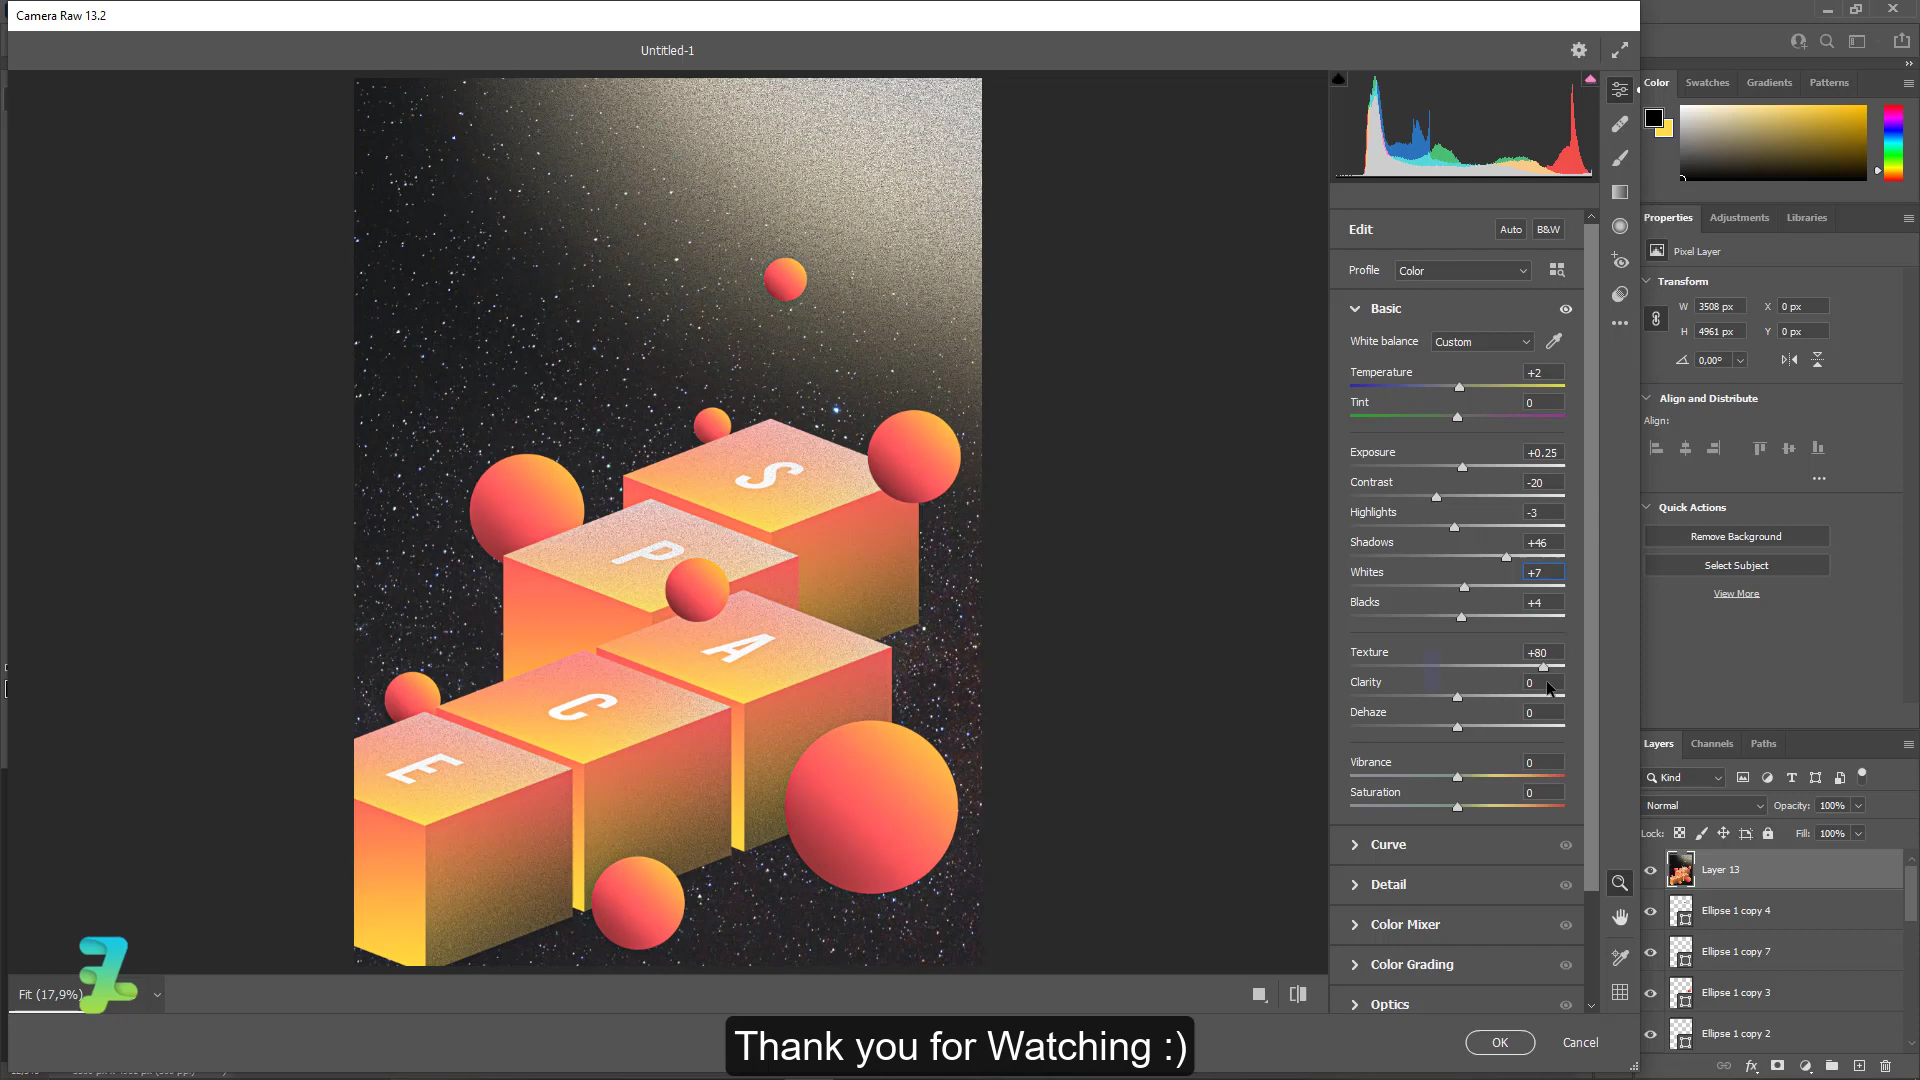 Camera Raw 13.2
Untitled-1
S
P
A
C
E
Fit (17,9%)
Edit
Auto
B&W
Profile
Color
Basic
White balance
Custom
Temperature
+2
Tint
0
Exposure
+0.25
Contrast
-20
Highlights
-3
Shadows
+46
Whites
+7
Blacks
+4
Texture
+80
Clarity
0
Dehaze
0
Vibrance
0
Saturation
0
Curve
Detail
Color Mixer
Color Grading
Optics
OK
Cancel
Color
Swatches
Gradients
Patterns
Properties
Adjustments
Libraries
Pixel Layer
Transform
W
3508 px
X
0 px
H
4961 px
Y
0 px
0,00°
Align and Distribute
Align:
Quick Actions
Remove Background
Select Subject
View More
Layers
Channels
Paths
Kind
Normal
Opacity:
100%
Lock:
Fill:
100%
Layer 13
Ellipse 1 copy 4
Ellipse 1 copy 7
Ellipse 1 copy 3
Ellipse 1 copy 2
fx
Thank you for Watching :)